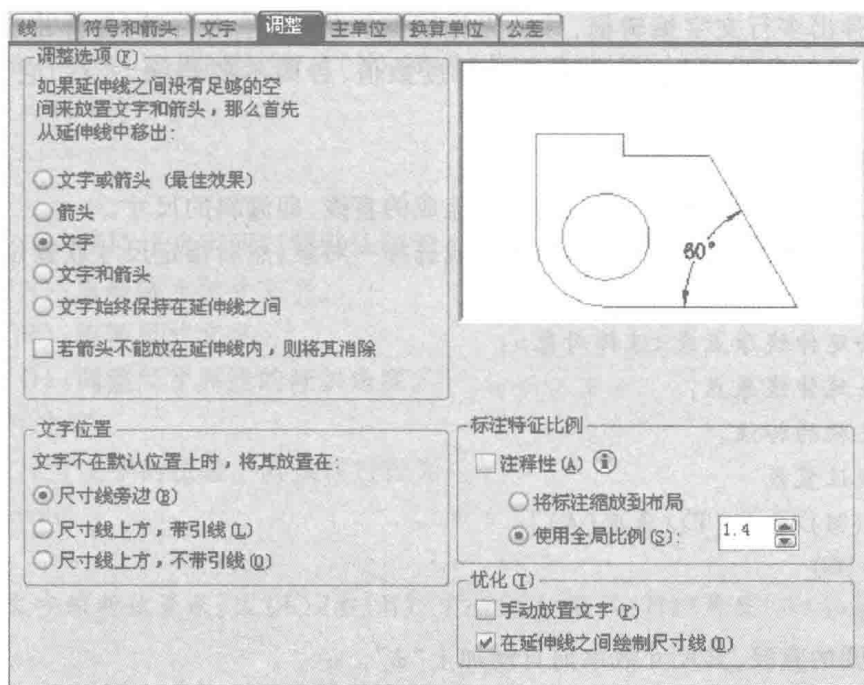 线 符号和箭头 文字 调整 主单位 换算单位 公差
调整选项(F)
如果延伸线之间没有足够的空
间来放置文字和箭头，那么首先
从延伸线中移出：
文字或箭头 （最佳效果）
箭头
文字
文字和箭头
文字始终保持在延伸线之间
若箭头不能放在延伸线内，则将其消除
60°
文字位置
文字不在默认位置上时，将其放置在：
尺寸线旁边(B)
尺寸线上方，带引线(L)
尺寸线上方，不带引线(O)
标注特征比例
注释性(A)
将标注缩放到布局
使用全局比例(S)： 1.4
优化(T)
手动放置文字(P)
在延伸线之间绘制尺寸线(D)